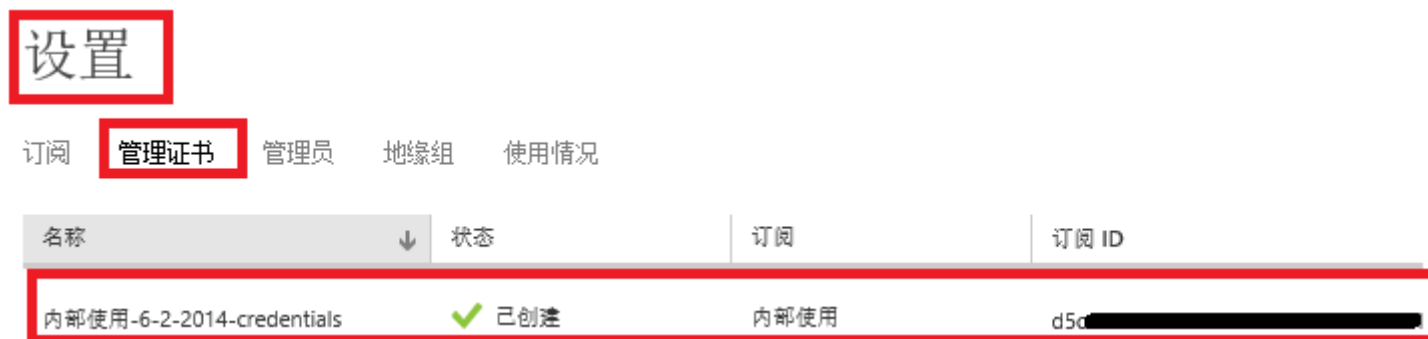 设置
订阅 管理证书 管理员 地缘组 使用情况
名称 状态 订阅 订阅 ID
内部使用-6-2-2014-credentials 已创建 内部使用 d5c